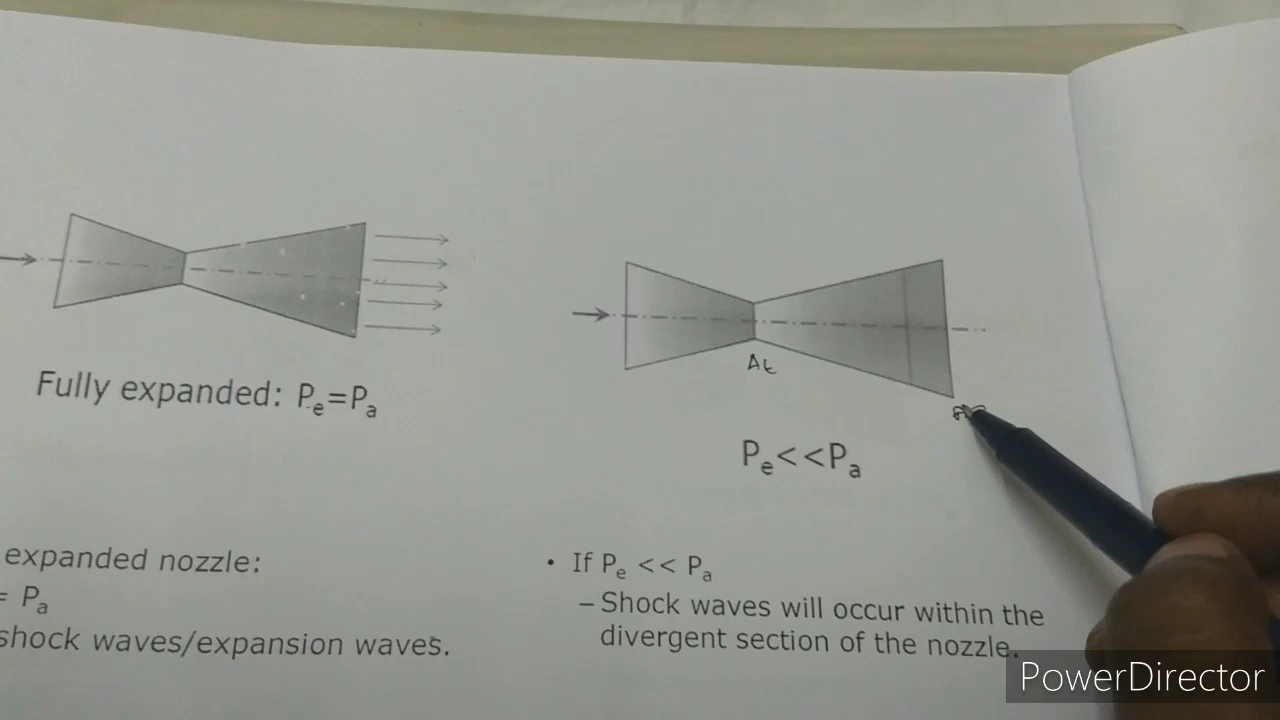 At
Fully expanded: Pe=Pa
Pe<<Pa
expanded nozzle:
= Pa
shock waves/expansion waves.
• If Pe << Pa
– Shock waves will occur within the
divergent section of the nozzle.
PowerDirector